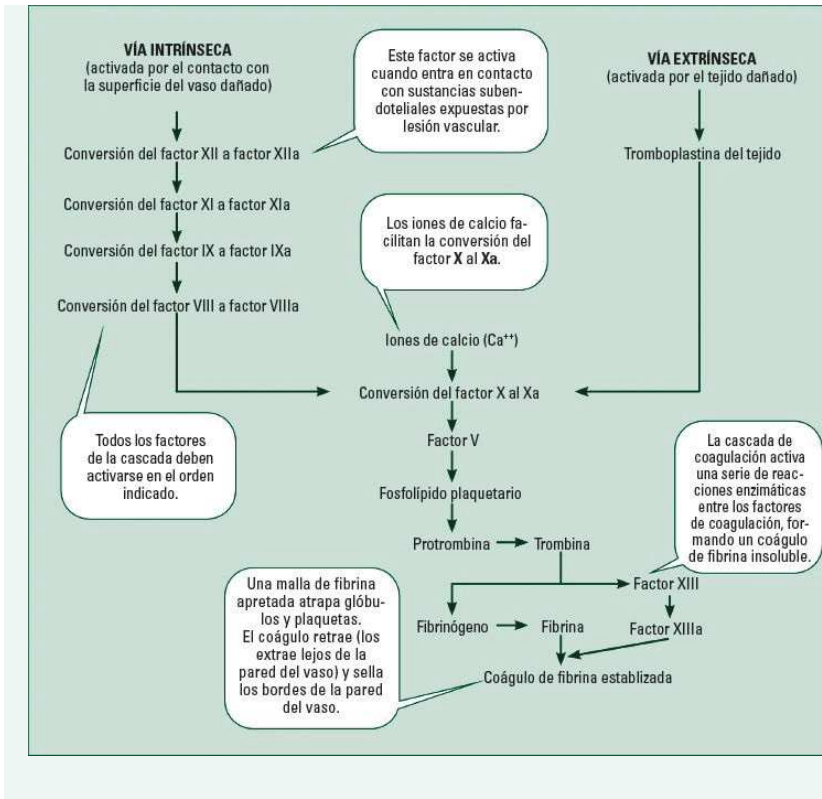 VÍA INTRÍNSECA
(activada por el contacto con
la superficie del vaso dañado)
Este factor se activa
cuando entra en contacto
con sustancias suben-
doteliales expuestas por
lesión vascular.
VÍA EXTRÍNSECA
(activada por el tejido dañado)
Conversión del factor XII a factor XIIa
Tromboplastina del tejido
Conversión del factor XI a factor XIa
Conversión del factor IX a factor IXa
Conversión del factor VIII a factor VIIIa
Los iones de calcio fa-
cilitan la conversión del
factor X al Xa.
Iones de calcio (Ca⁺⁺)
Conversión del factor X al Xa
Todos los factores
de la cascada deben
activarse en el orden
indicado.
Factor V
Fosfolípido plaquetario
Protrombina
Trombina
La cascada de
coagulación activa
una serie de reac-
ciones enzimáticas
entre los factores
de coagulación, for-
mando un coágulo
de fibrina insoluble.
Factor XIII
Una malla de fibrina
apretada atrapa glóbu-
los y plaquetas.
El coágulo retrae (los
extrae lejos de la
pared del vaso) y sella
los bordes de la pared
del vaso.
Fibrinógeno
Fibrina
Factor XIIIa
Coágulo de fibrina establizada